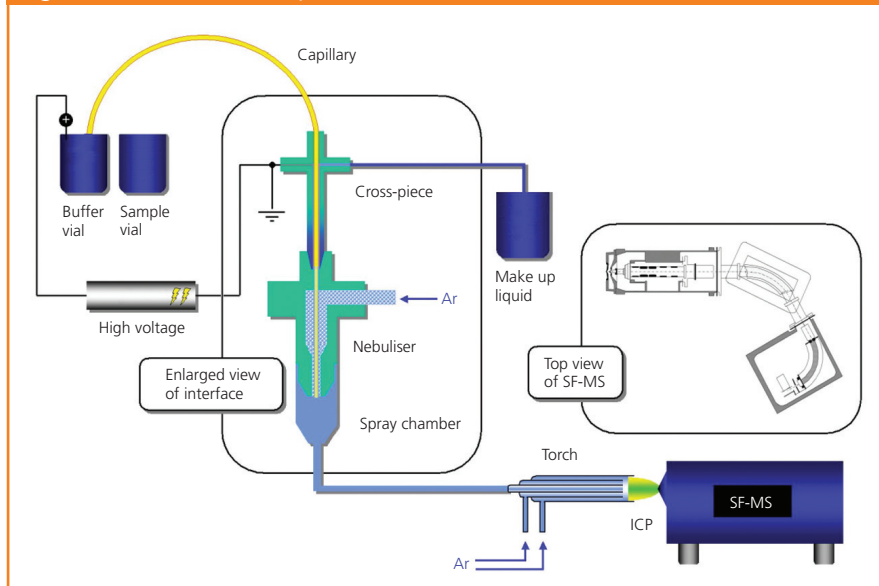 Capillary
+
Buffer
vial
Sample
vial
Cross-piece
Make up
liquid
High voltage
Ar
Nebuliser
Enlarged view
of interface
Top view
of SF-MS
Spray chamber
Torch
SF-MS
ICP
Ar